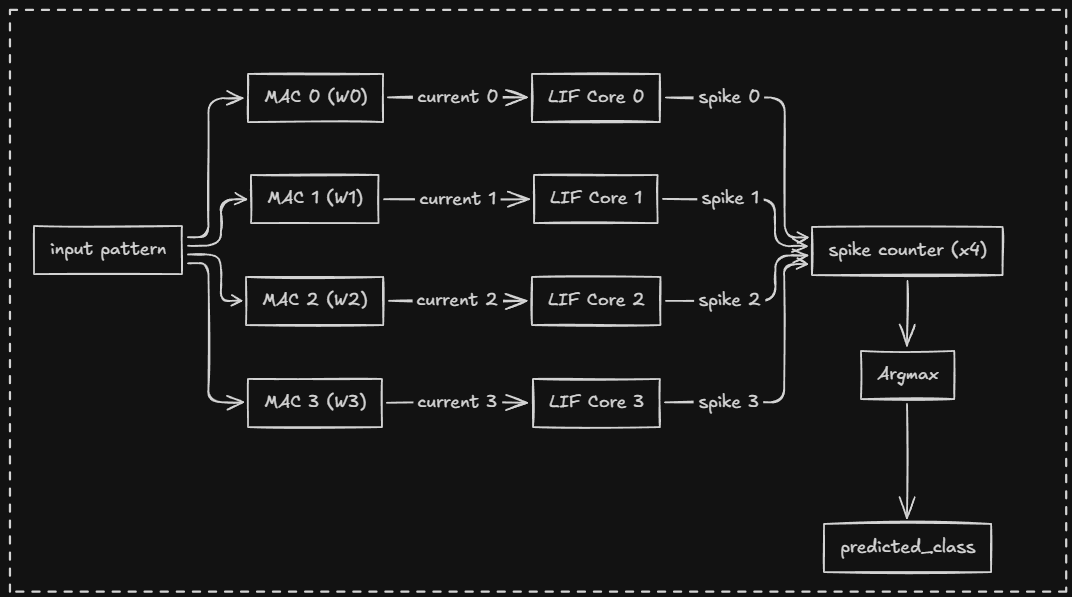 MAC 0 (W0)
current 0
LIF Core 0
spike 0
MAC 1 (W1)
current 1
LIF Core 1
spike 1
input pattern
spike counter (x4)
MAC 2 (W2)
current 2
LIF Core 2
spike 2
Argmax
MAC 3 (W3)
current 3
LIF Core 3
spike 3
predicted_class